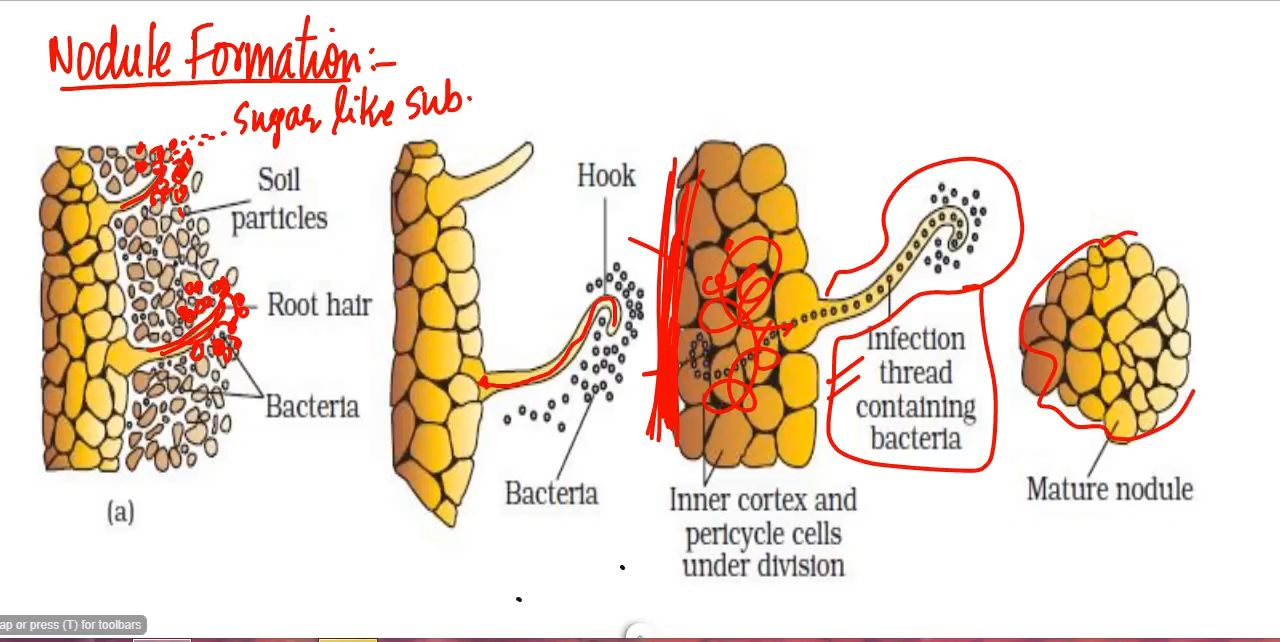 Nodule Formation:-
sugar like sub.
Soil
particles
Root hair
Bacteria
(a)
Hook
Bacteria
Infection
thread
containing
bacteria
Inner cortex and
pericycle cells
under division
Mature nodule
ap or press (T) for toolbars